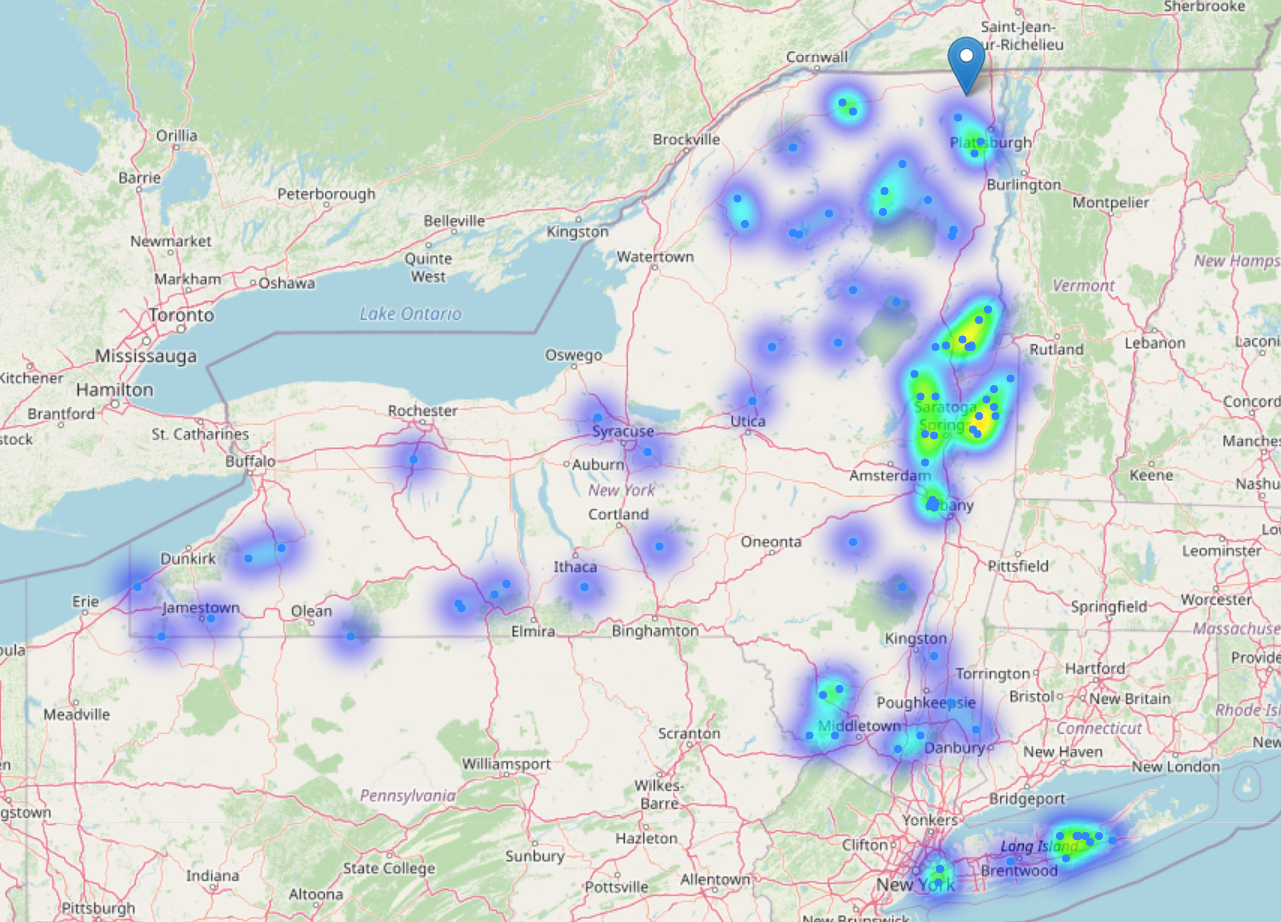 Sherbrooke
Saint-Jean-
ur-Richelieu
Cornwall
Orillia
Brockville
Plattsburgh
Barrie
Peterborough
Burlington
Montpelier
Belleville
Kingston
Newmarket
Quinte
West
Watertown
New Hamps
Markham
Oshawa
Vermont
Toronto
Lake Ontario
Mississauga
Oswego
Rutland
Lebanon
Laconi
Kitchener
Hamilton
Brantford
Rochester
Saratoga
Springs
Concord
stock
St. Catharines
Syracuse
Utica
Manches
Buffalo
Auburn
Amsterdam
Keene
Nashu
New York
Cortland
Albany
Oneonta
Lo
Leominster
Dunkirk
Ithaca
Pittsfield
Erie
Jamestown
Olean
Springfield
Worcester
Elmira
Binghamton
Massachuse
Kingston
bula
Provide
Torrington
Hartford
Meadville
Poughkeepsie
Bristol
New Britain
Rhode Isl
Middletown
Scranton
Connecticut
Danbury
New Haven
New
en
Williamsport
New London
Pennsylvania
Wilkes-
Barre
Bridgeport
gstown
Yonkers
Hazleton
Clifton
Long Island
Sunbury
State College
Brentwood
Indiana
Allentown
New York
Pottsville
Altoona
Pittsburgh
New Brunswick